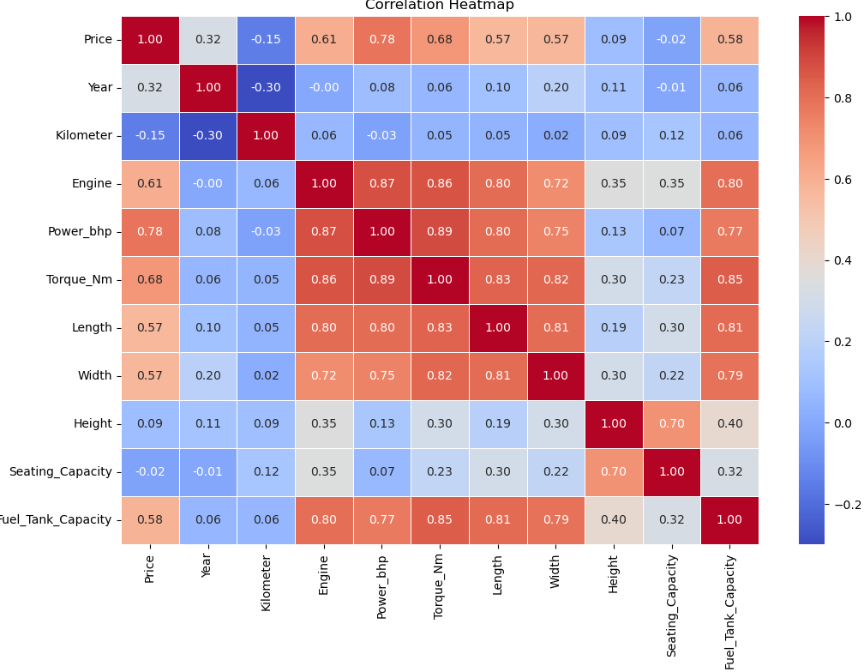 Correlation Heatmap
Price 1.00 0.32 -0.15 0.61 0.78 0.68 0.57 0.57 0.09 -0.02 0.58
Year 0.32 1.00 -0.30 -0.00 0.08 0.06 0.10 0.20 0.11 -0.01 0.06
Kilometer -0.15 -0.30 1.00 0.06 -0.03 0.05 0.05 0.02 0.09 0.12 0.06
Engine 0.61 -0.00 0.06 1.00 0.87 0.86 0.80 0.72 0.35 0.35 0.80
Power_bhp 0.78 0.08 -0.03 0.87 1.00 0.89 0.80 0.75 0.13 0.07 0.77
Torque_Nm 0.68 0.06 0.05 0.86 0.89 1.00 0.83 0.82 0.30 0.23 0.85
Length 0.57 0.10 0.05 0.80 0.80 0.83 1.00 0.81 0.19 0.30 0.81
Width 0.57 0.20 0.02 0.72 0.75 0.82 0.81 1.00 0.30 0.22 0.79
Height 0.09 0.11 0.09 0.35 0.13 0.30 0.19 0.30 1.00 0.70 0.40
Seating_Capacity -0.02 -0.01 0.12 0.35 0.07 0.23 0.30 0.22 0.70 1.00 0.32
Fuel_Tank_Capacity 0.58 0.06 0.06 0.80 0.77 0.85 0.81 0.79 0.40 0.32 1.00
Price Year Kilometer Engine Power_bhp Torque_Nm Length Width Height Seating_Capacity Fuel_Tank_Capacity
1.0
0.8
0.6
0.4
0.2
0.0
−0.2